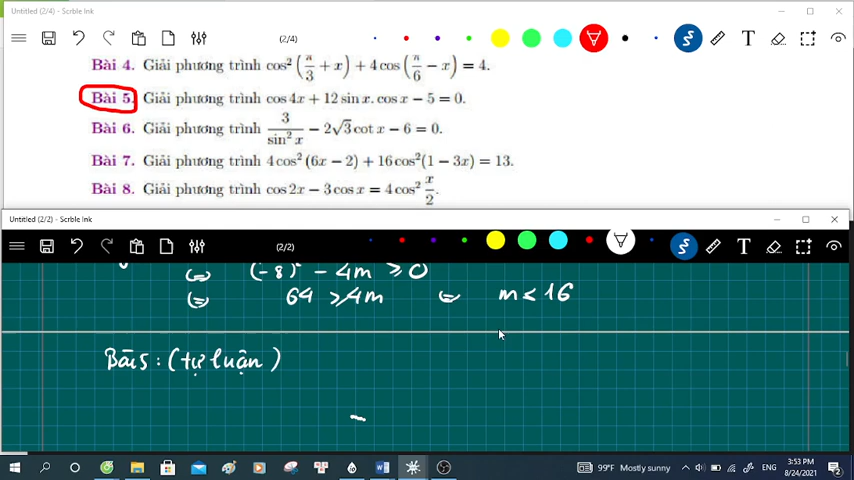 Untitled (2/4) - Scrble Ink
(2/4)
T
Bài 4. Giải phương trình cos² (π/3 + x) + 4 cos (π/6 − x) = 4.
Bài 5. Giải phương trình cos 4x + 12 sin x. cos x − 5 = 0.
Bài 6. Giải phương trình 3/sin² x − 2√3 cot x − 6 = 0.
Bài 7. Giải phương trình 4 cos² (6x − 2) + 16 cos² (1 − 3x) = 13.
Bài 8. Giải phương trình cos 2x − 3 cos x = 4 cos² x/2.
Untitled (2/2) - Scrble Ink
(2/2)
T
(-8)² - 4m ≥ 0
64 ≥ 4m
m < 16
Bài 5: (tự luận)
99°F Mostly sunny
ENG
3:53 PM
8/24/2021